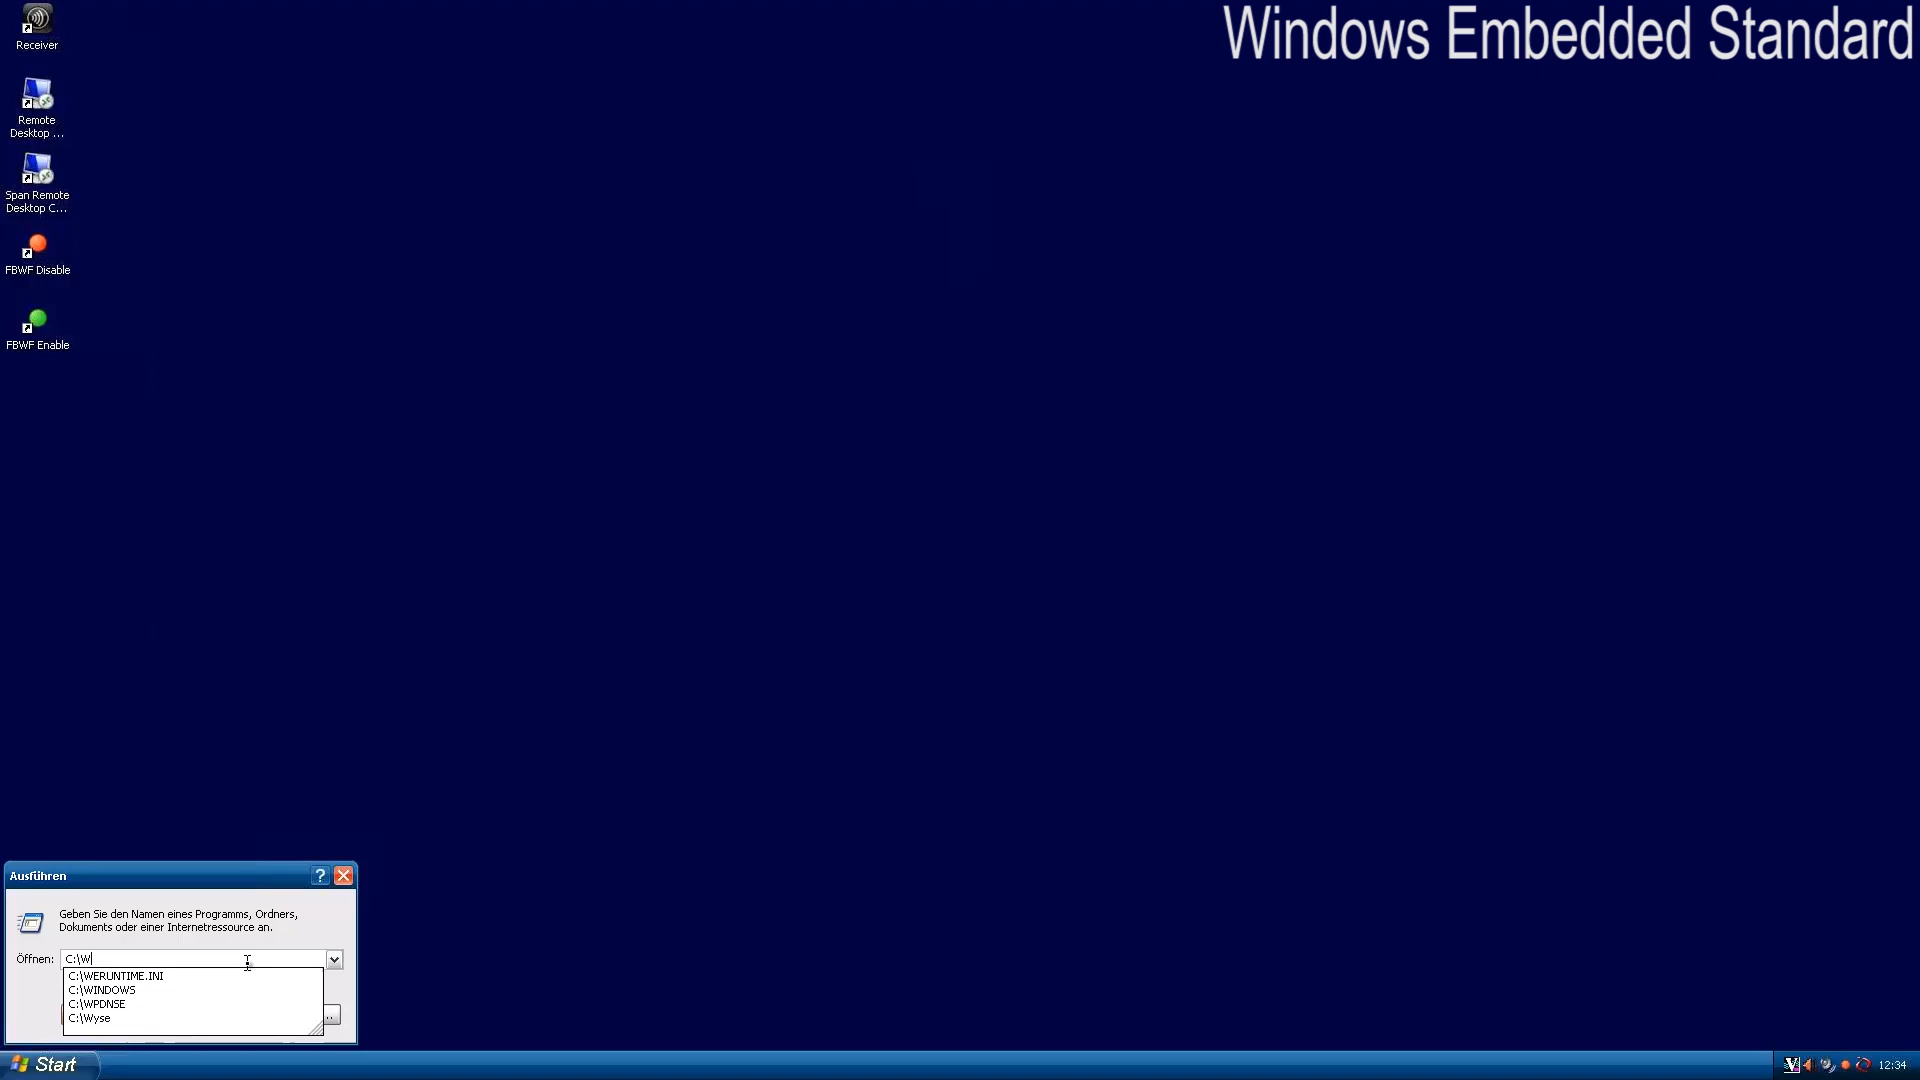 Windows Embedded Standard
Receiver
Remote
Desktop ...
Span Remote
Desktop C...
FBWF Disable
FBWF Enable
Ausführen
Geben Sie den Namen eines Programms, Ordners,
Dokuments oder einer Internetressource an.
Öffnen: C:\W
C:\WERUNTIME.INI
C:\WINDOWS
C:\WPDNSE
C:\Wyse
Start
12:34